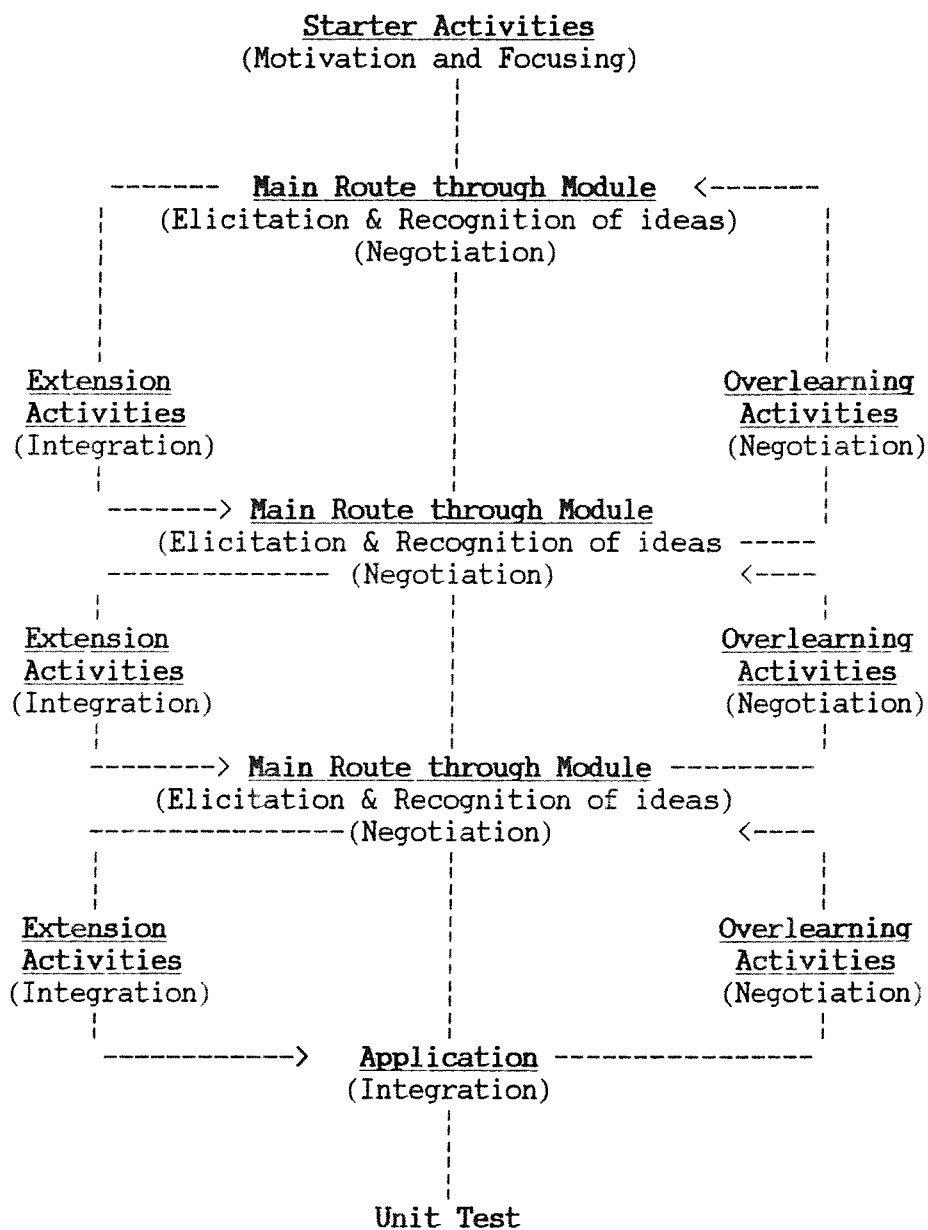 Starter Activities
(Motivation and Focusing)
Main Route through Module
(Elicitation & Recognition of ideas)
(Negotiation)
Extension
Activities
(Integration)
Overlearning
Activities
(Negotiation)
Main Route through Module
(Elicitation & Recognition of ideas
(Negotiation)
Extension
Activities
(Integration)
Overlearning
Activities
(Negotiation)
Main Route through Module
(Elicitation & Recognition of ideas)
(Negotiation)
Extension
Activities
(Integration)
Overlearning
Activities
(Negotiation)
Application
(Integration)
Unit Test